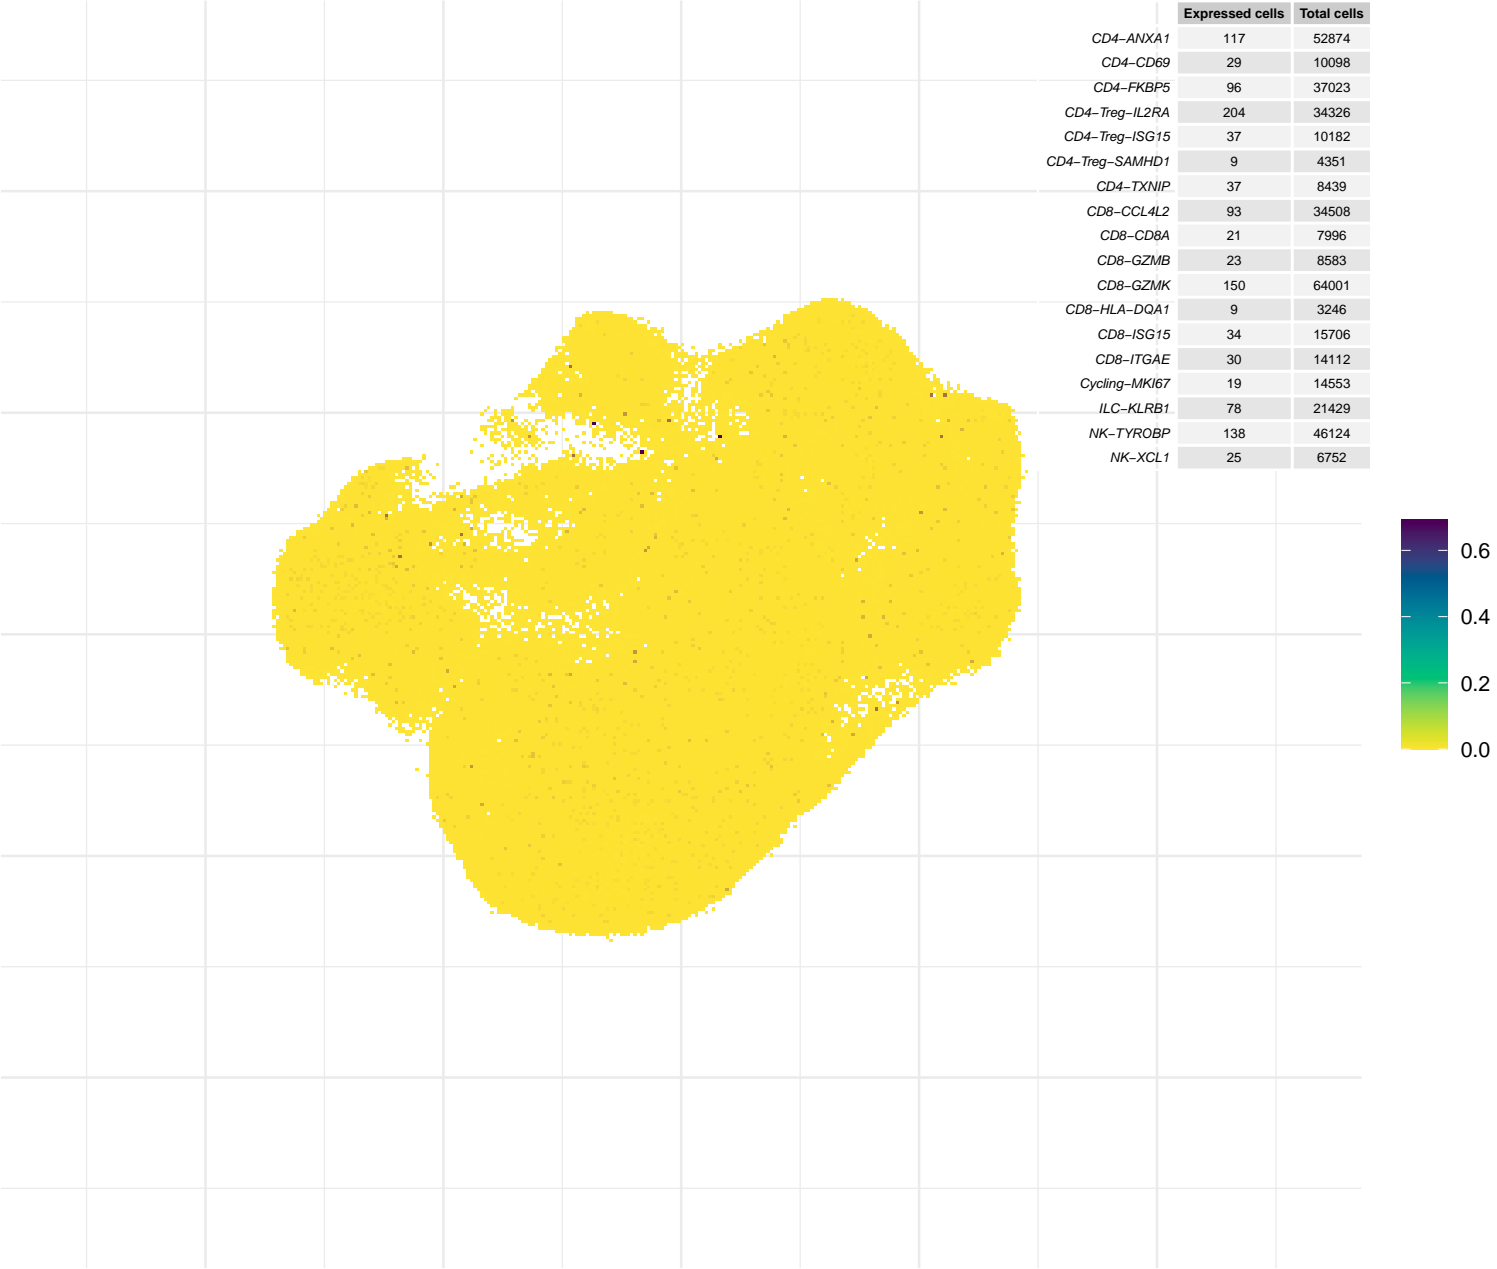 Expressed cells Total cells
CD4−ANXA1 117 52874
CD4−CD69 29 10098
CD4−FKBP5 96 37023
CD4−Treg−IL2RA 204 34326
CD4−Treg−ISG15 37 10182
CD4−Treg−SAMHD1 9 4351
CD4−TXNIP 37 8439
CD8−CCL4L2 93 34508
CD8−CD8A 21 7996
CD8−GZMB 23 8583
CD8−GZMK 150 64001
CD8−HLA−DQA1 9 3246
CD8−ISG15 34 15706
CD8−ITGAE 30 14112
Cycling−MKI67 19 14553
ILC−KLRB1 78 21429
NK−TYROBP 138 46124
NK−XCL1 25 6752
0.6
0.4
0.2
0.0